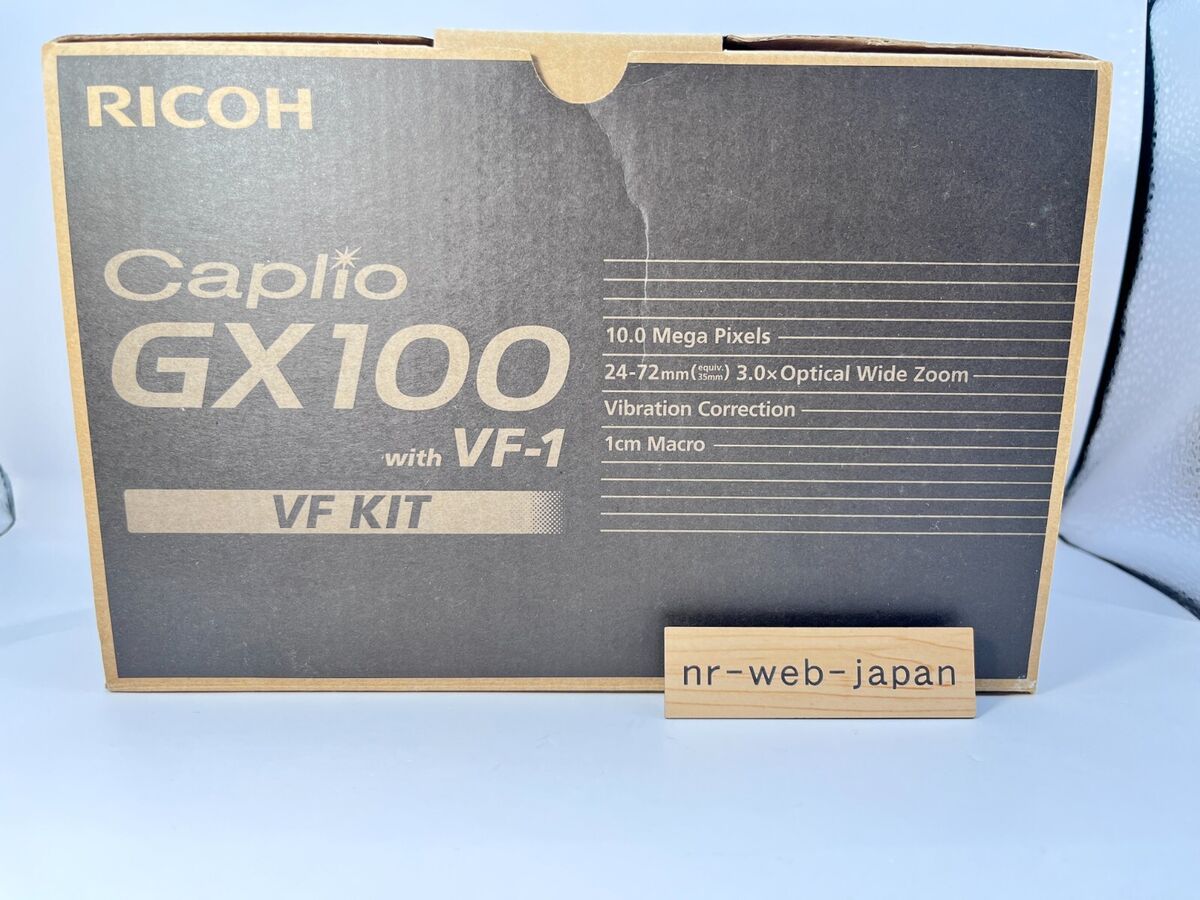 RICOH
Caplio
GX100
with VF-1
VF KIT
10.0 Mega Pixels
24-72mm(equiv. 35mm) 3.0×Optical Wide Zoom
Vibration Correction
1cm Macro
nr-web-japan